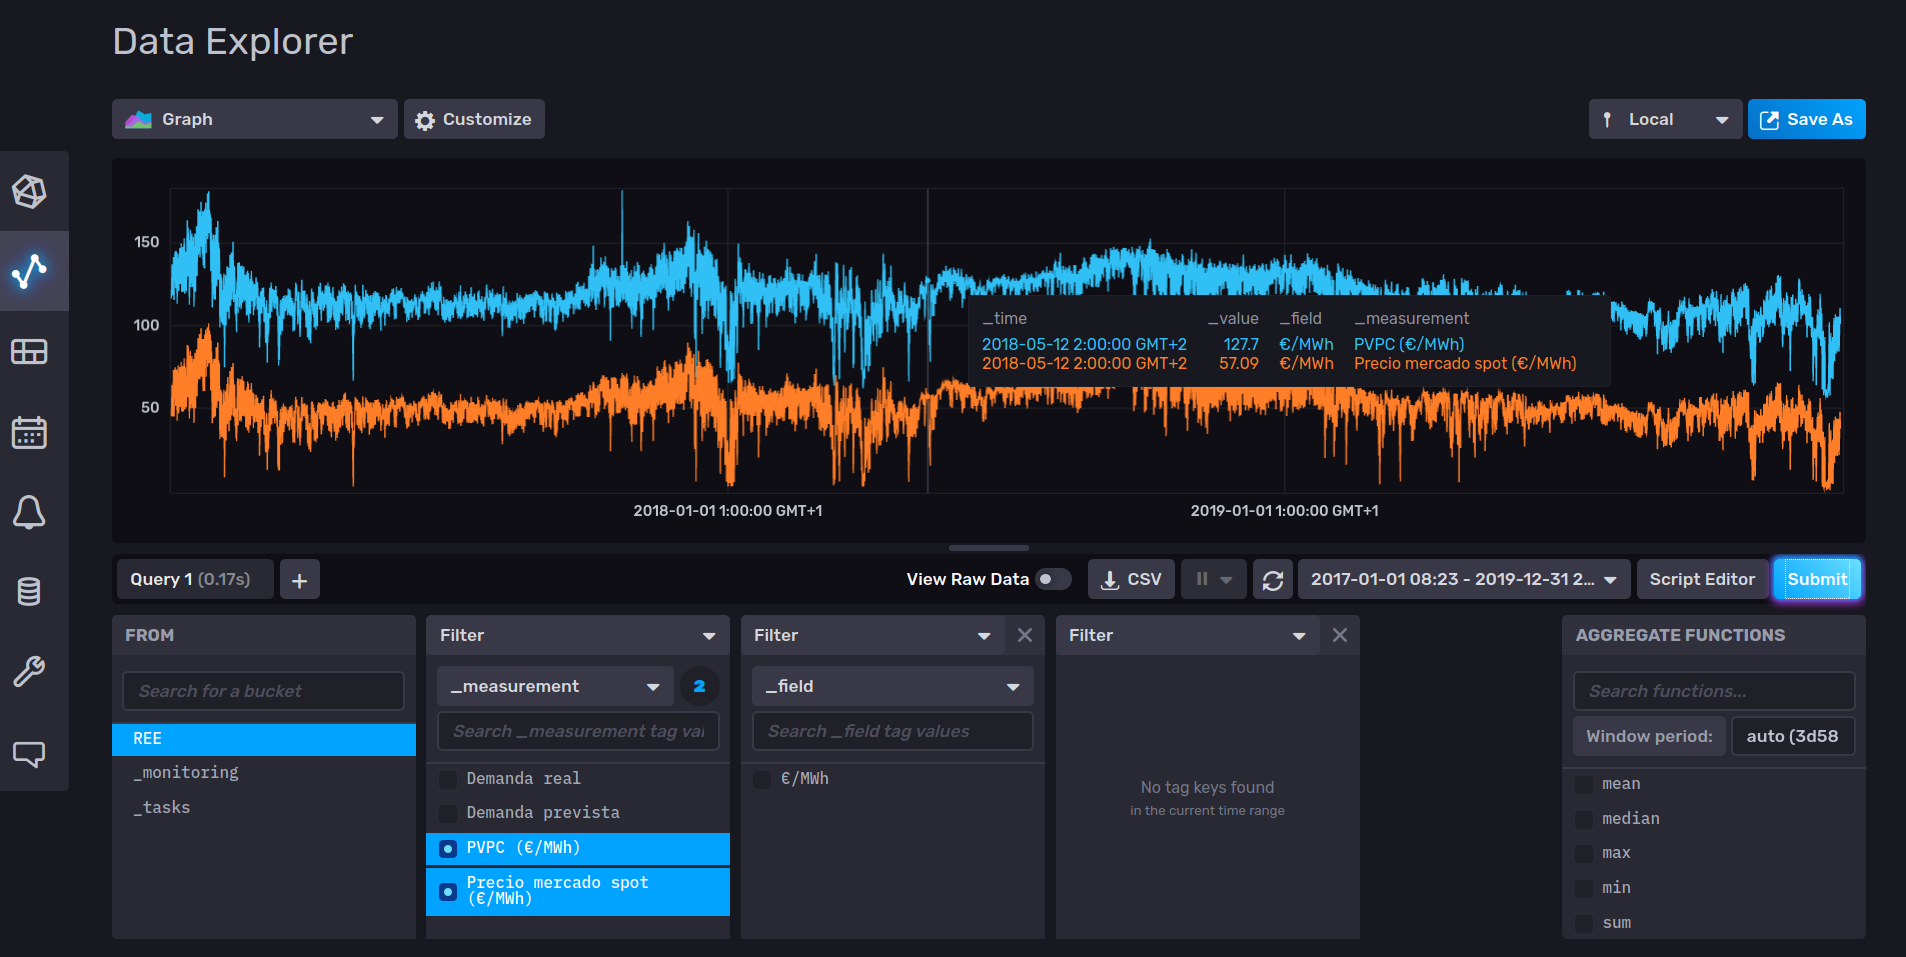 Data Explorer
Graph
Customize
Local
Save As
150
100
50
_time _value _field _measurement
2018-05-12 2:00:00 GMT+2 127.7 €/MWh PVPC (€/MWh)
2018-05-12 2:00:00 GMT+2 57.09 €/MWh Precio mercado spot (€/MWh)
2018-01-01 1:00:00 GMT+1
2019-01-01 1:00:00 GMT+1
Query 1 (0.17s)
+
View Raw Data
CSV
2017-01-01 08:23 - 2019-12-31 2...
Script Editor
Submit
FROM
Search for a bucket
REE
_monitoring
_tasks
Filter
_measurement
2
Search _measurement tag val
Demanda real
Demanda prevista
PVPC (€/MWh)
Precio mercado spot
(€/MWh)
Filter
_field
Search _field tag values
€/MWh
Filter
No tag keys found
in the current time range
AGGREGATE FUNCTIONS
Search functions...
Window period:
auto (3d58
mean
median
max
min
sum